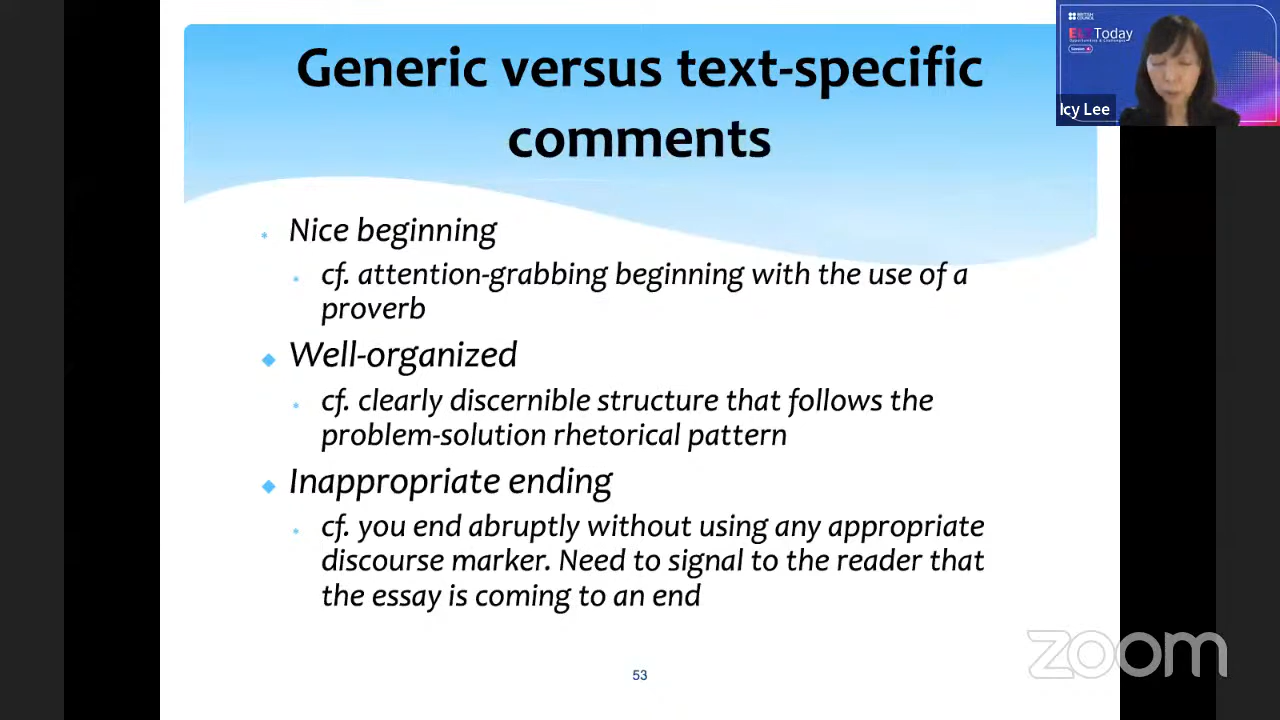 Generic versus text-specific
comments
Nice beginning
cf. attention-grabbing beginning with the use of a
proverb
Well-organized
cf. clearly discernible structure that follows the
problem-solution rhetorical pattern
Inappropriate ending
cf. you end abruptly without using any appropriate
discourse marker. Need to signal to the reader that
the essay is coming to an end
53
BRITISH
COUNCIL
Today
Icy Lee
zoom